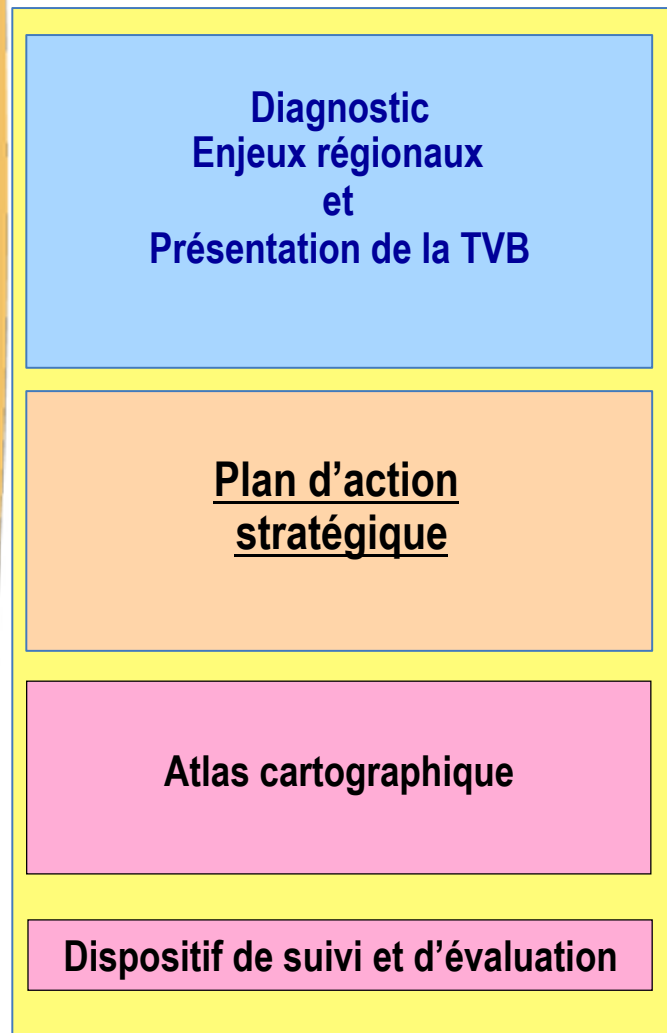 Diagnostic
Enjeux régionaux
et
Présentation de la TVB
Plan d’action
stratégique
Atlas cartographique
Dispositif de suivi et d’évaluation